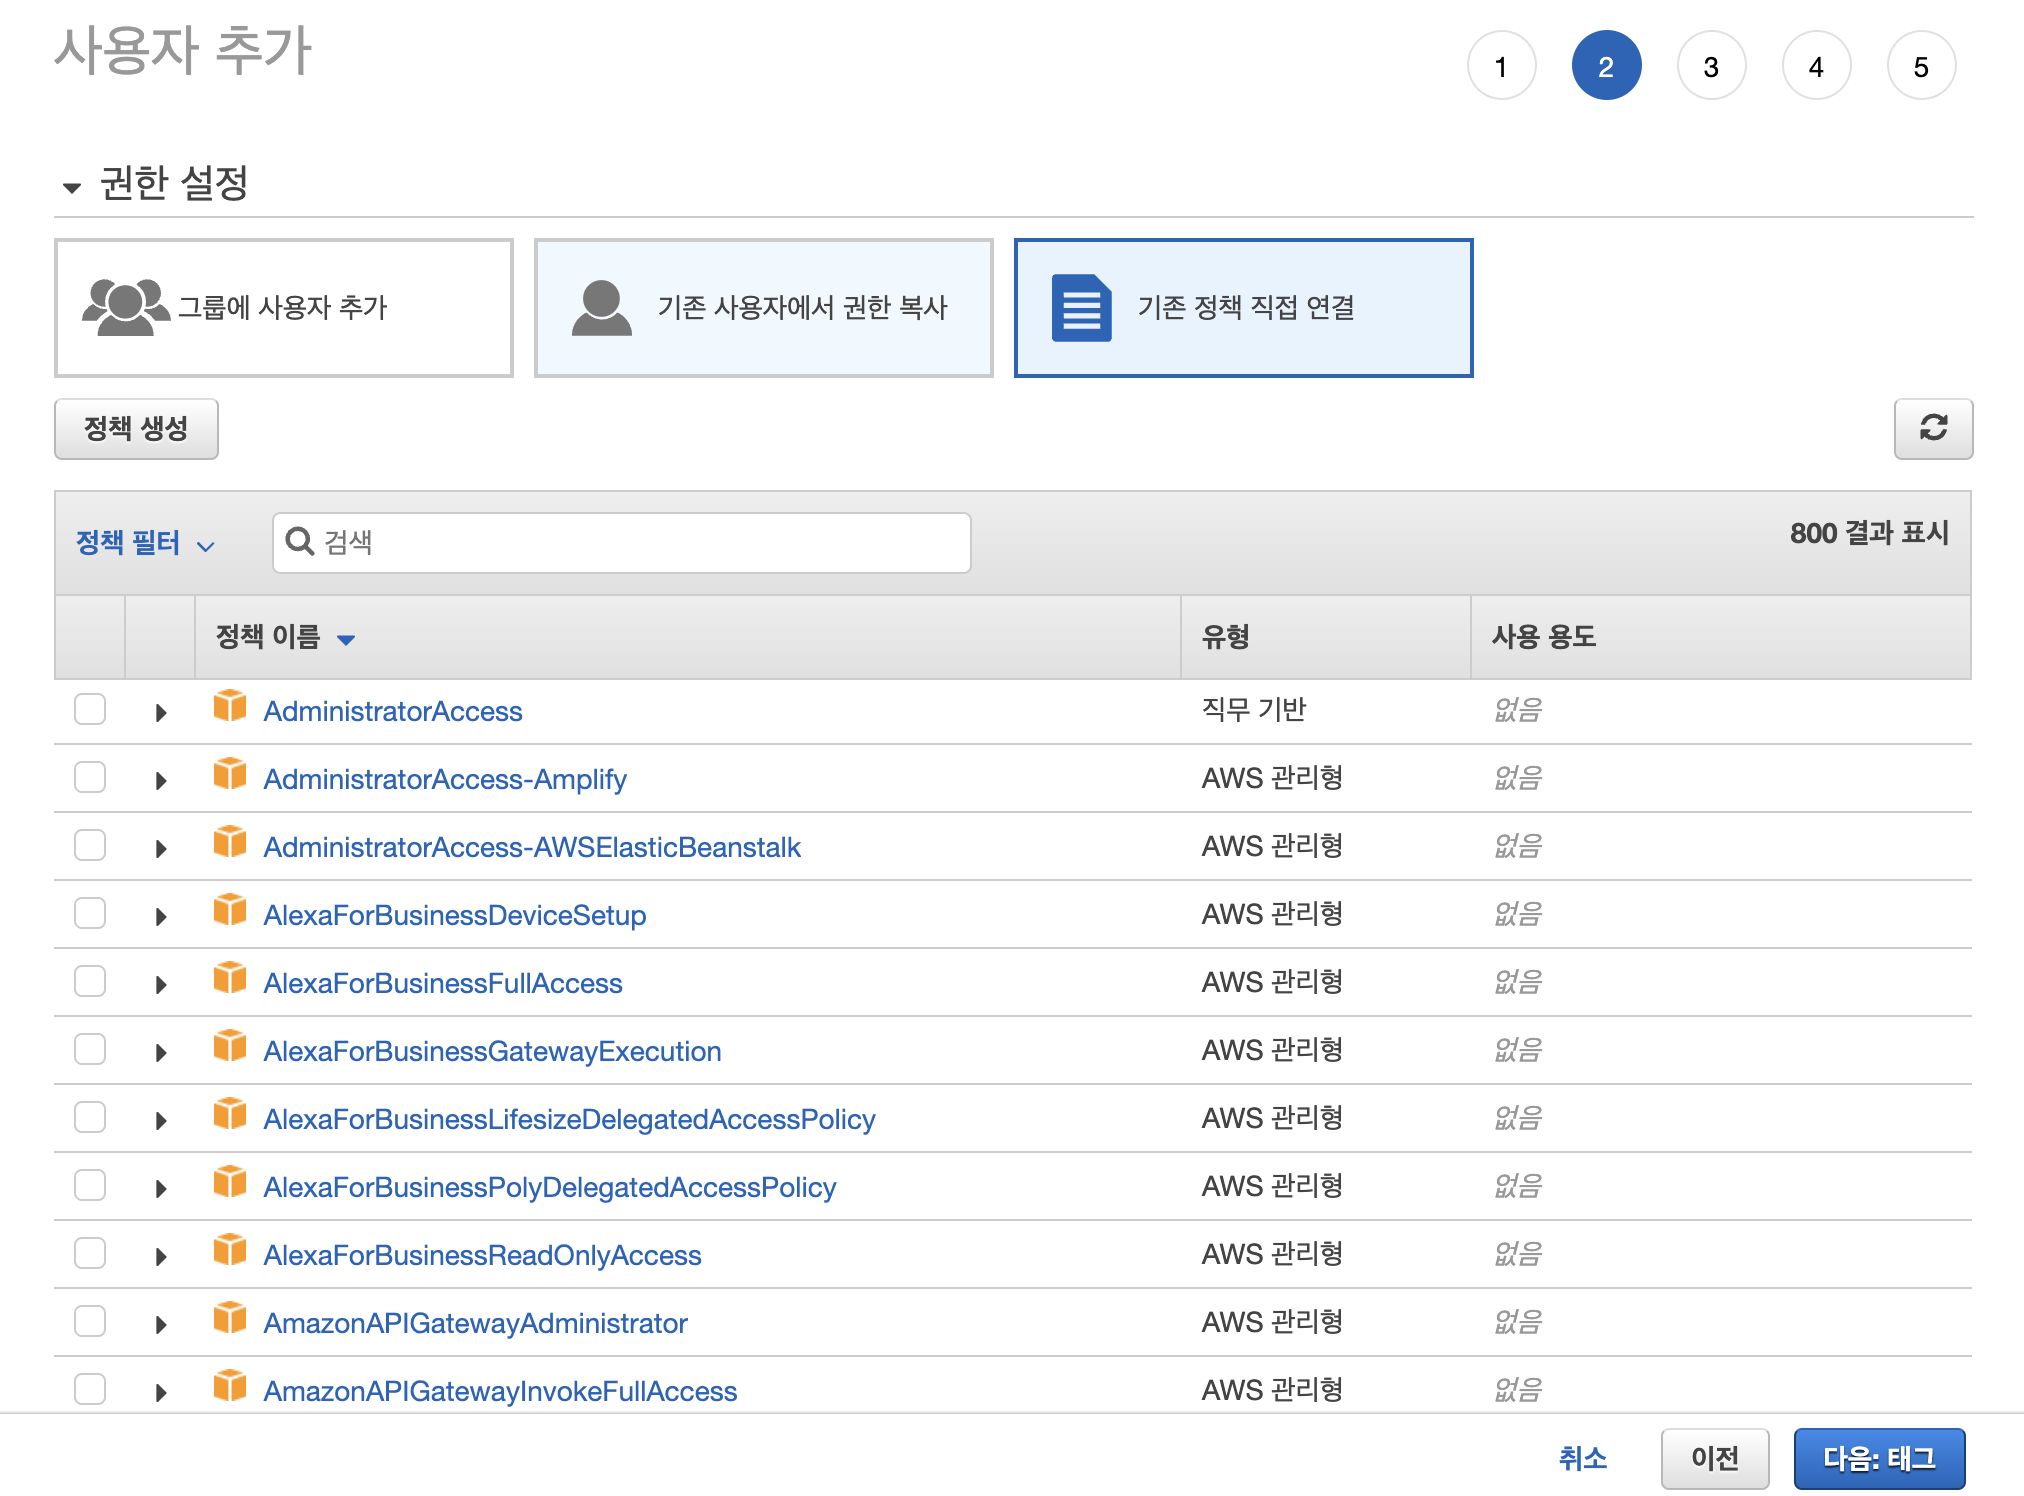 사용자 추가
1 2 3 4 5
권한 설정
그룹에 사용자 추가 기존 사용자에서 권한 복사 기존 정책 직접 연결
정책 생성
정책 필터 검색 800 결과 표시
정책 이름 유형 사용 용도
AdministratorAccess 직무 기반 없음
AdministratorAccess-Amplify AWS 관리형 없음
AdministratorAccess-AWSElasticBeanstalk AWS 관리형 없음
AlexaForBusinessDeviceSetup AWS 관리형 없음
AlexaForBusinessFullAccess AWS 관리형 없음
AlexaForBusinessGatewayExecution AWS 관리형 없음
AlexaForBusinessLifesizeDelegatedAccessPolicy AWS 관리형 없음
AlexaForBusinessPolyDelegatedAccessPolicy AWS 관리형 없음
AlexaForBusinessReadOnlyAccess AWS 관리형 없음
AmazonAPIGatewayAdministrator AWS 관리형 없음
AmazonAPIGatewayInvokeFullAccess AWS 관리형 없음
취소 이전 다음: 태그